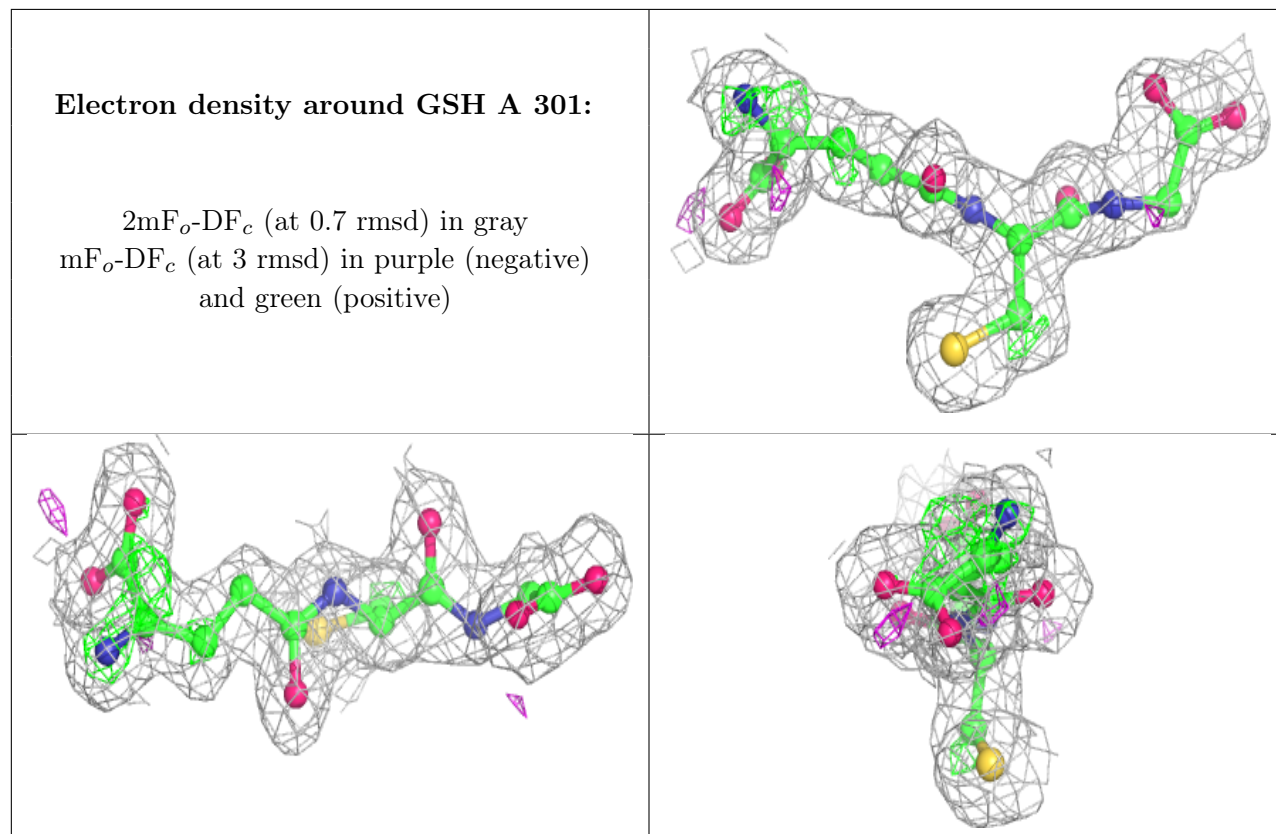 Electron density around GSH A 301:
2mFo-DFc (at 0.7 rmsd) in gray
mFo-DFc (at 3 rmsd) in purple (negative)
and green (positive)